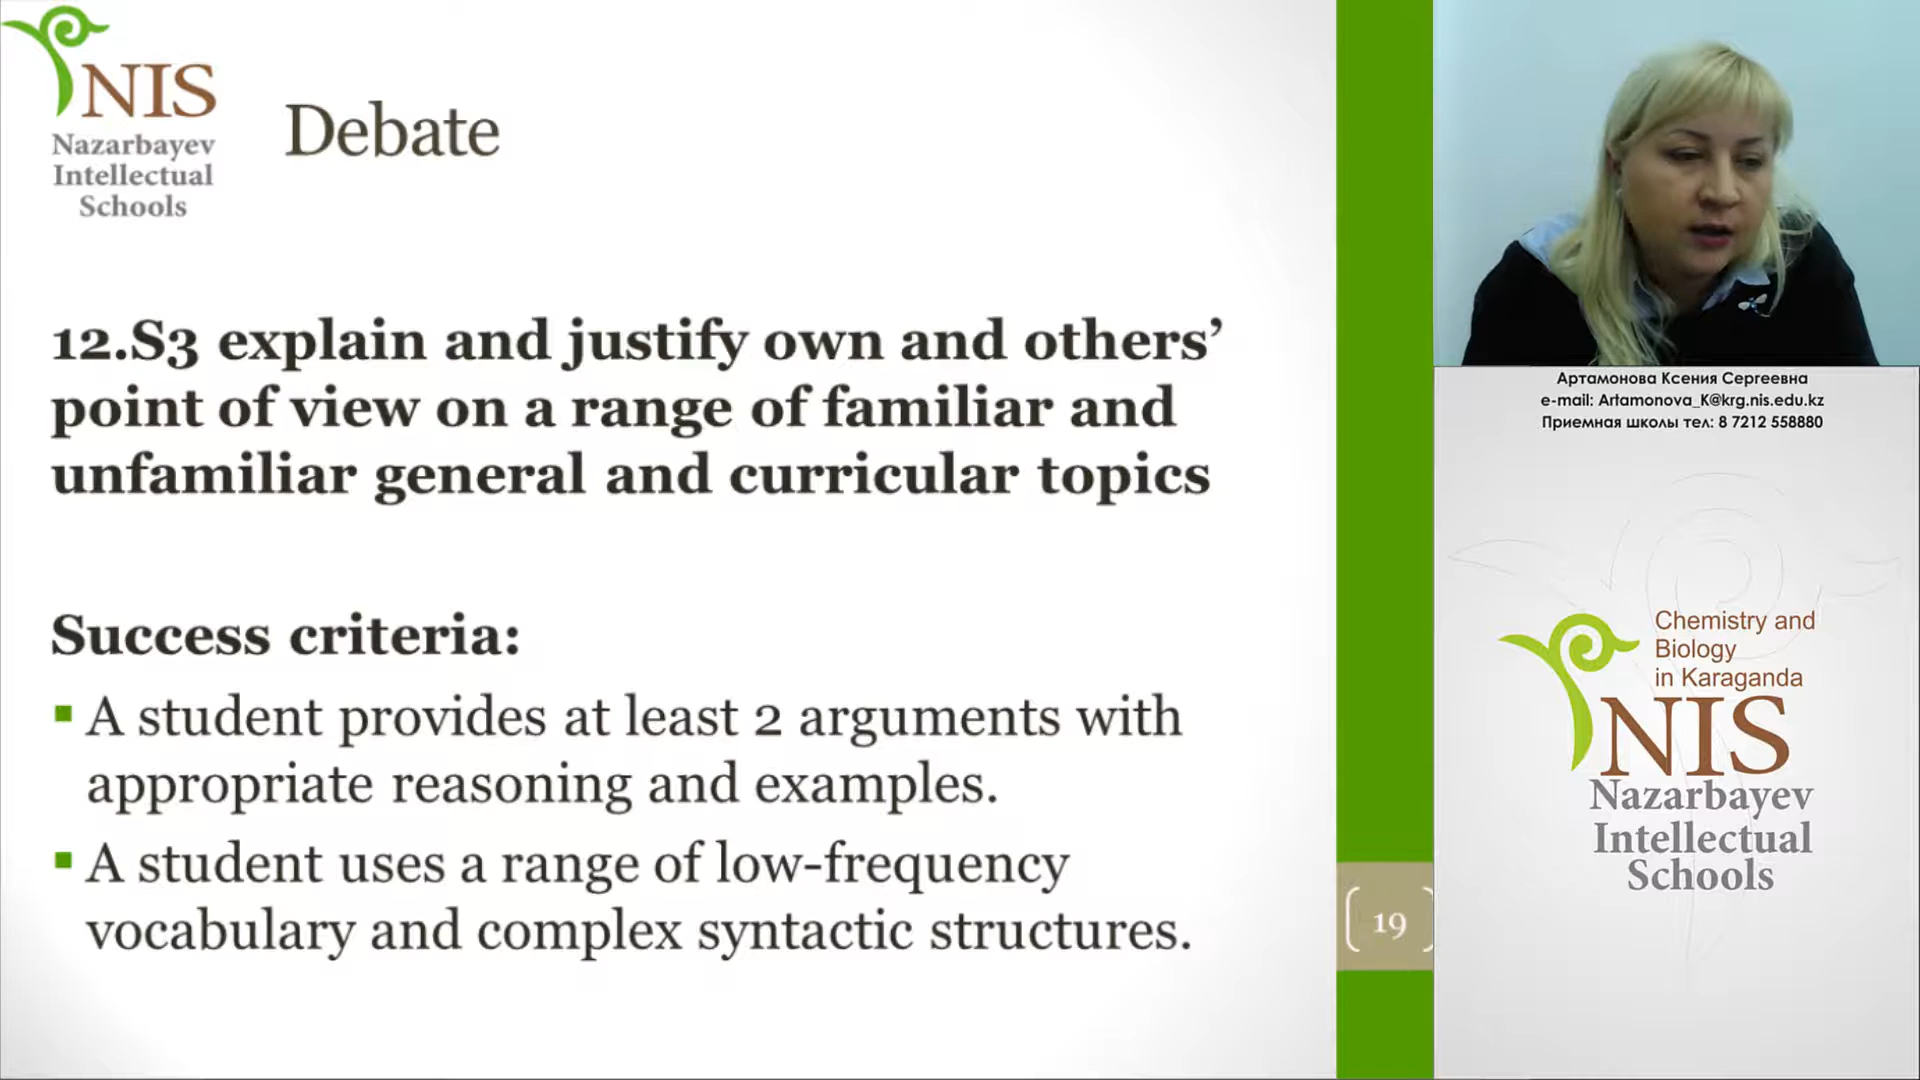 NIS
Nazarbayev
Intellectual
Schools
Debate
12.S3 explain and justify own and others’
point of view on a range of familiar and
unfamiliar general and curricular topics
Success criteria:
A student provides at least 2 arguments with
appropriate reasoning and examples.
A student uses a range of low-frequency
vocabulary and complex syntactic structures.
19
Артамонова Ксения Сергеевна
e-mail: Artamonova_K@krg.nis.edu.kz
Приемная школы тел: 8 7212 558880
Chemistry and
Biology
in Karaganda
NIS
Nazarbayev
Intellectual
Schools